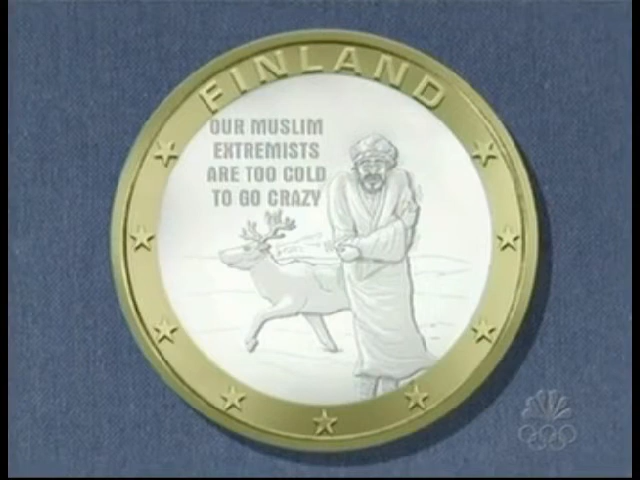 FINLAND
OUR MUSLIM
EXTREMISTS
ARE TOO COLD
TO GO CRAZY